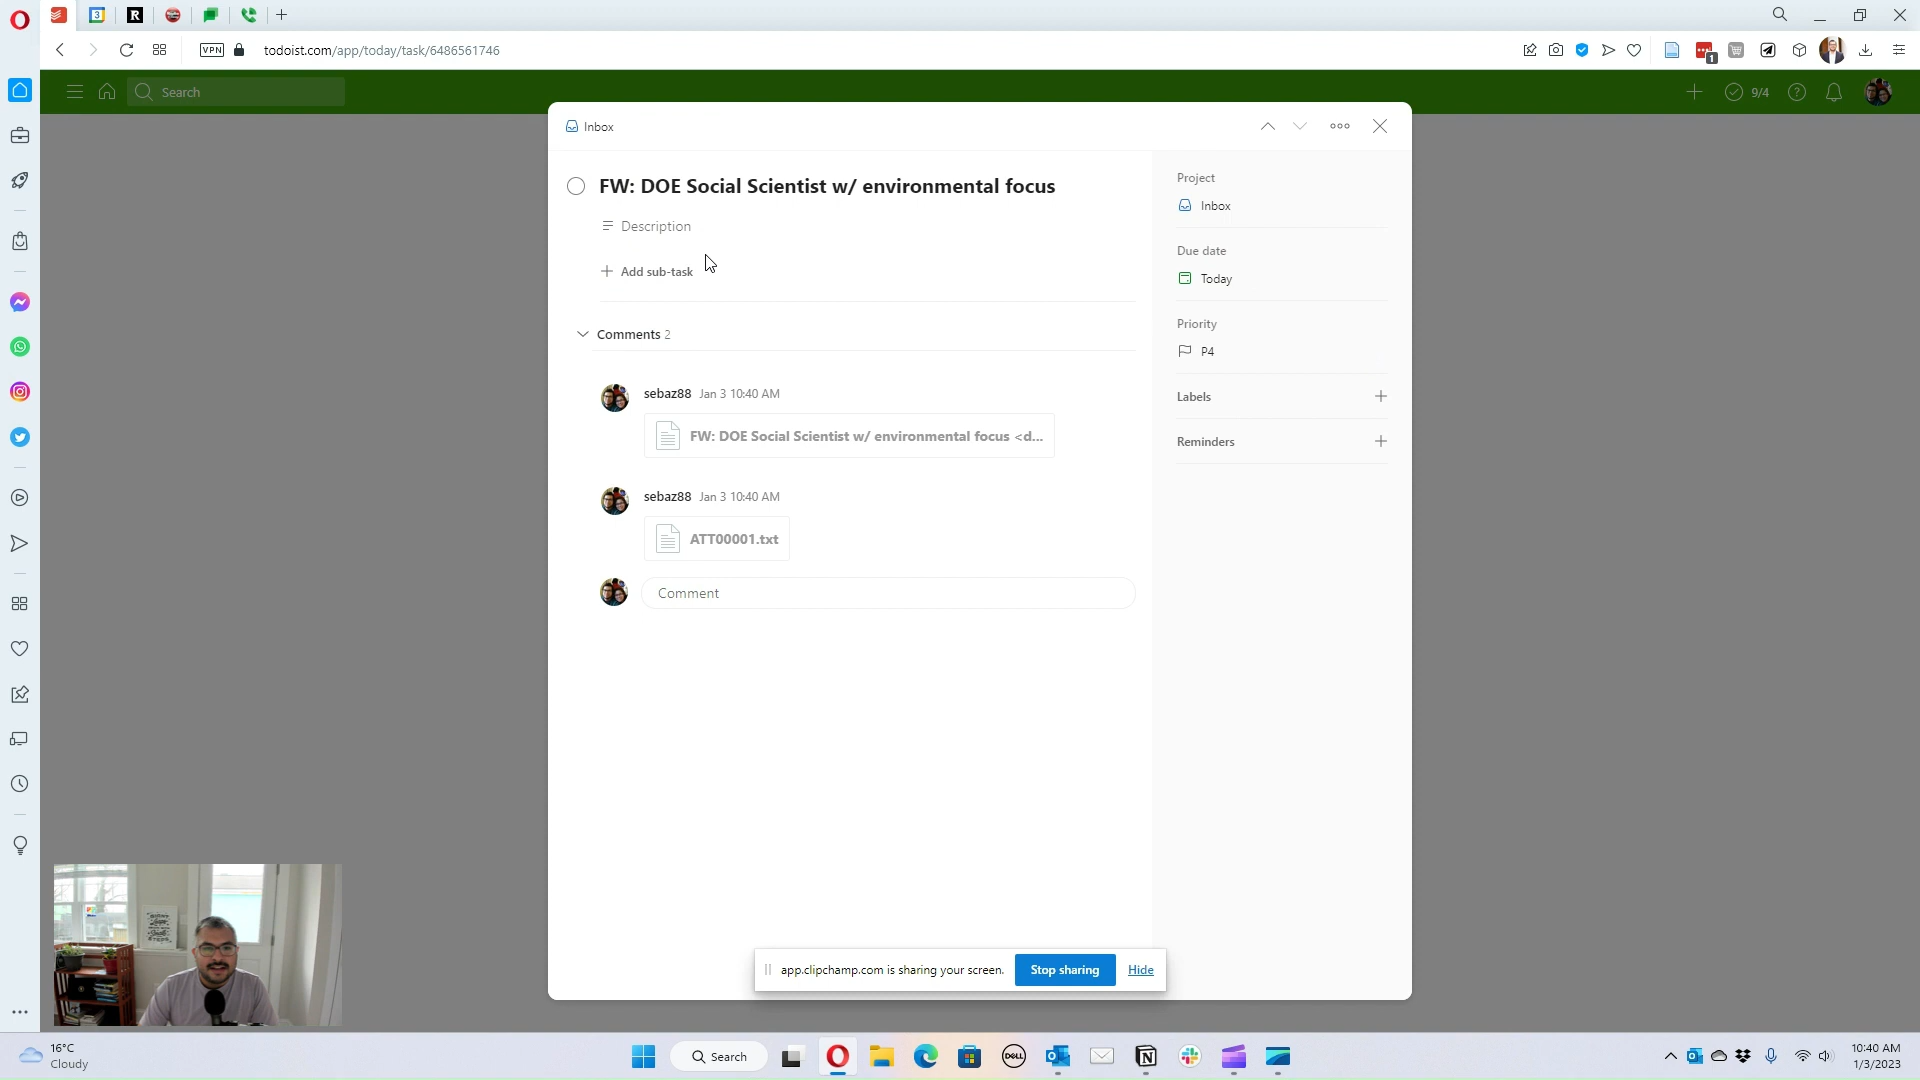 VPN
todoist.com/app/today/task/6486561746
1
Search
9/4
Inbox
FW: DOE Social Scientist w/ environmental focus
Description
Add sub-task
Comments 2
sebaz88 Jan 3 10:40 AM
FW: DOE Social Scientist w/ environmental focus <d...
sebaz88 Jan 3 10:40 AM
ATT00001.txt
Comment
Project
Inbox
Due date
Today
Priority
P4
Labels
Reminders
app.clipchamp.com is sharing your screen.
Stop sharing
Hide
16°C
Cloudy
Search
DELL
10:40 AM
1/3/2023